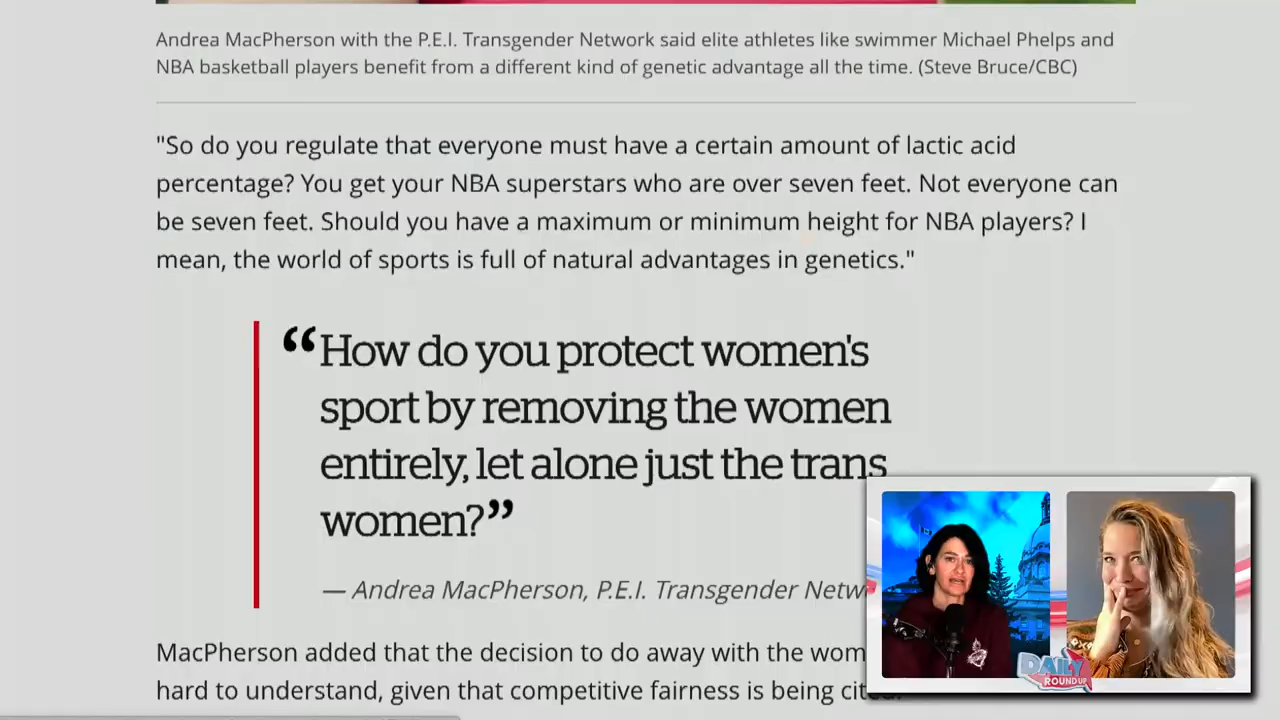 Andrea MacPherson with the P.E.I. Transgender Network said elite athletes like swimmer Michael Phelps and
NBA basketball players benefit from a different kind of genetic advantage all the time. (Steve Bruce/CBC)
"So do you regulate that everyone must have a certain amount of lactic acid
percentage? You get your NBA superstars who are over seven feet. Not everyone can
be seven feet. Should you have a maximum or minimum height for NBA players? I
mean, the world of sports is full of natural advantages in genetics."
“How do you protect women's
sport by removing the women
entirely, let alone just the trans
women?”
— Andrea MacPherson, P.E.I. Transgender Netw
MacPherson added that the decision to do away with the wom
hard to understand, given that competitive fairness is being cited.
DAILY
ROUNDUP